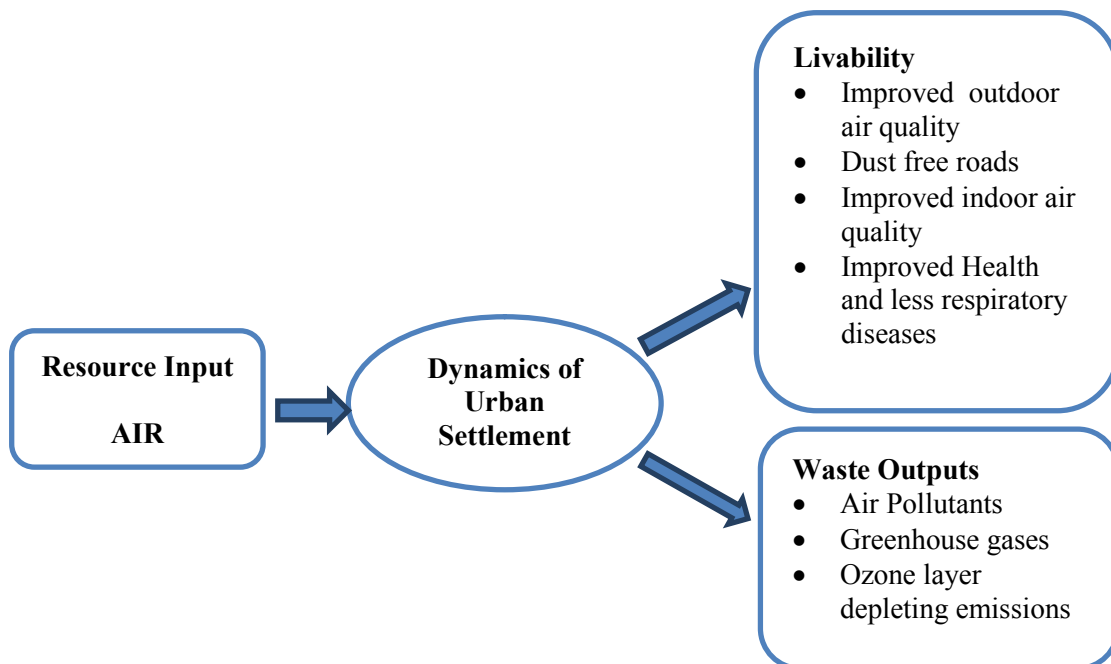 Resource Input
AIR
Dynamics of
Urban
Settlement
Livability
• Improved outdoor
air quality
• Dust free roads
• Improved indoor air
quality
• Improved Health
and less respiratory
diseases
Waste Outputs
• Air Pollutants
• Greenhouse gases
• Ozone layer
depleting emissions